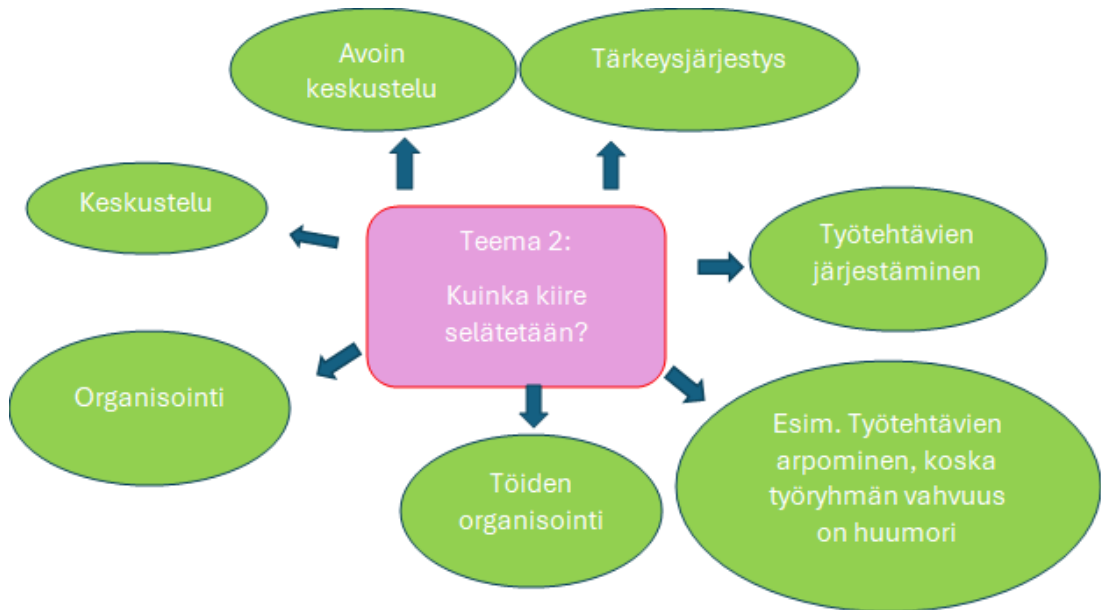 Avoin
keskustelu
Tärkeysjärjestys
Keskustelu
Teema 2:
Kuinka kiire
selätetään?
Työtehtävien
järjestäminen
Organisointi
Töiden
organisointi
Esim. Työtehtävien
arpominen, koska
työryhmän vahvuus
on huumori